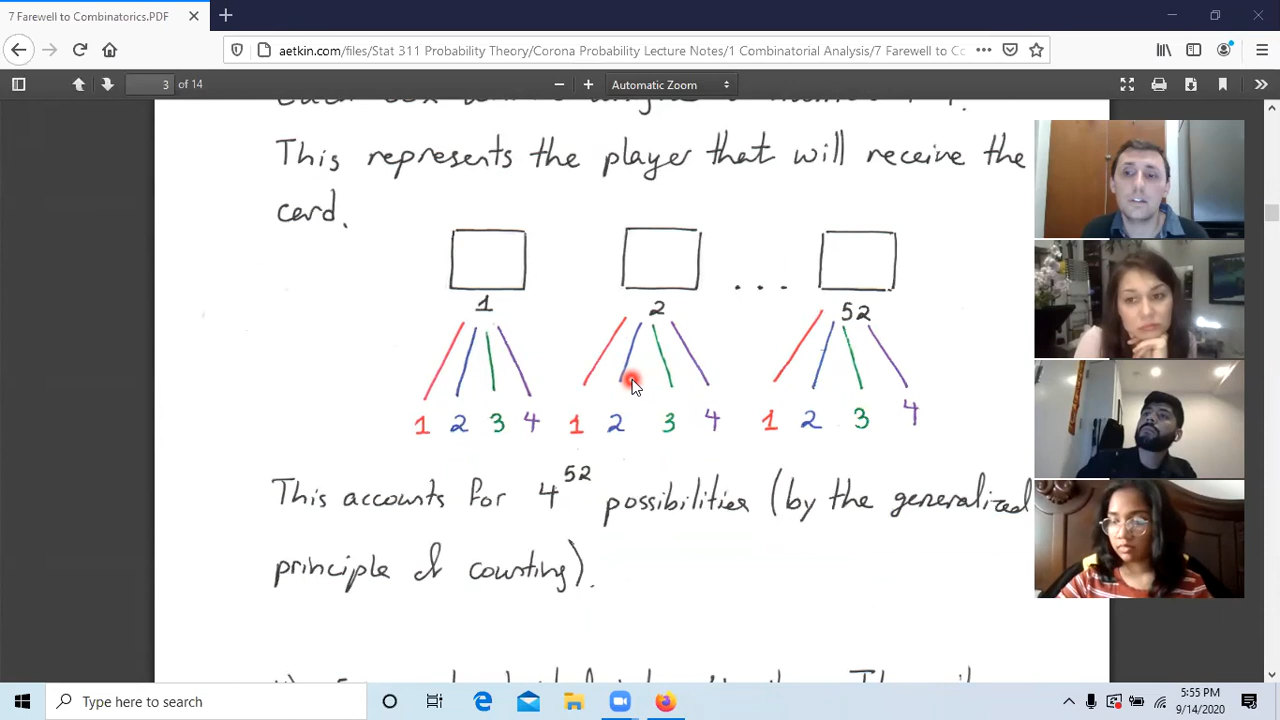 7 Farewell to Combinatorics.PDF
aetkin.com/files/Stat 311 Probability Theory/Corona Probability Lecture Notes/1 Combinatorial Analysis/7 Farewell to Co
3 of 14
Automatic Zoom
This represents the player that will receive the
card.
1 2 ... 52
1 2 3 4 1 2 3 4 1 2 3 4
This accounts for 4^52 possibilities (by the generalized
principle of counting).
Type here to search
5:55 PM
9/14/2020